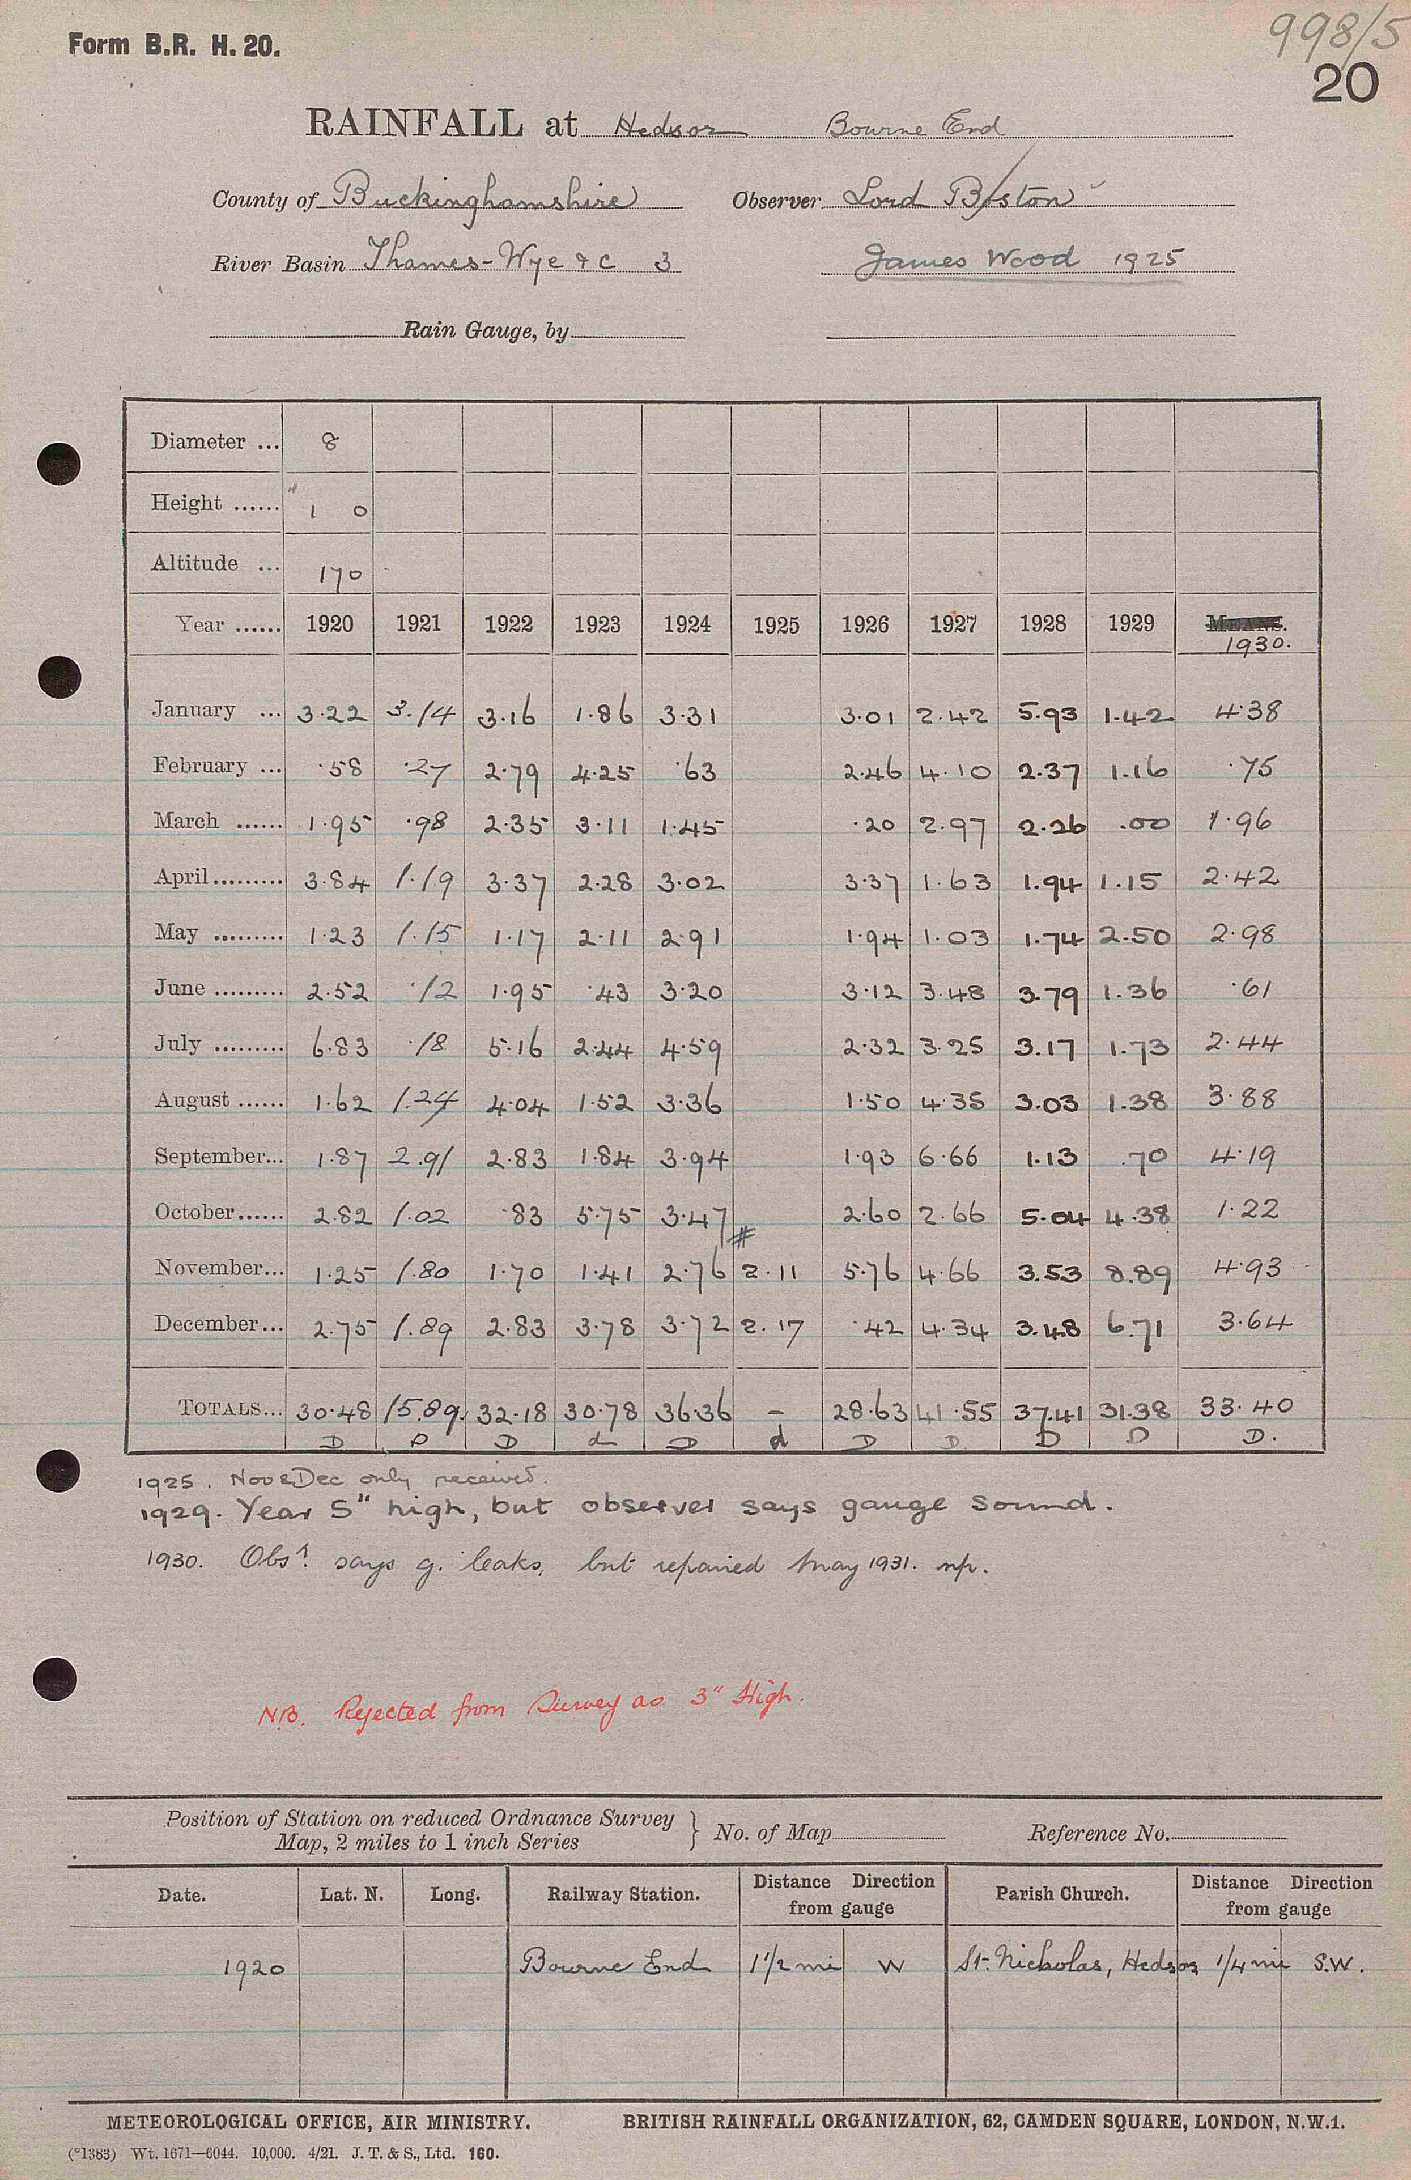 Form B.R. H. 20.
998/5
20
RAINFALL at Hedsor Bourne End
County of Buckinghamshire Observer Lord Boston
River Basin Thames-Wye & C 3 James Wood 1925
Rain Gauge, by
Diameter ... 8
Height ...... 1 0
Altitude ... 170
Year ...... 1920 1921 1922 1923 1924 1925 1926 1927 1928 1929 MEANS.
1930.
January ... 3.22 3.14 3.16 1.86 3.31 3.01 2.42 5.93 1.42 4.38
February ... .58 .27 2.79 4.25 .63 2.46 4.10 2.37 1.16 .75
March ...... 1.95 .98 2.35 3.11 1.45 .20 2.97 2.26 .00 1.96
April ......... 3.84 1.19 3.37 2.28 3.02 3.37 1.63 1.94 1.15 2.42
May ......... 1.23 1.15 1.17 2.11 2.91 1.94 1.03 1.74 2.50 2.98
June ......... 2.52 .12 1.95 .43 3.20 3.12 3.48 3.79 1.36 .61
July ......... 6.83 .18 5.16 2.44 4.59 2.32 3.25 3.17 1.73 2.44
August ...... 1.62 1.24 4.04 1.52 3.36 1.50 4.35 3.03 1.38 3.88
September... 1.87 2.91 2.83 1.84 3.94 1.93 6.66 1.13 .70 4.19
October...... 2.82 1.02 .83 5.75 3.47 # 2.60 2.66 5.04 4.38 1.22
November... 1.25 1.80 1.70 1.41 2.76 2.11 5.76 4.66 3.53 8.89 4.93
December... 2.75 1.89 2.83 3.78 3.72 2.17 .42 4.34 3.48 6.71 3.64
TOTALS... 30.48 15.89 32.18 30.78 36.36 – 28.63 41.55 37.41 31.38 33.40
D D D d D d D D. D D D.
1925. Nov & Dec only received.
1929. Year 5" high, but observer says gauge sound.
1930. Obsr. says g. leaks, but repaired May 1931. np.
N.B. Rejected from Survey as 3" High.
Position of Station on reduced Ordnance Survey
Map, 2 miles to 1 inch Series } No. of Map Reference No.
Date. Lat. N. Long. Railway Station. Distance Direction from gauge Parish Church. Distance Direction from gauge
1920 Bourne End 1 1/2 mi W St. Nicholas, Hedsor 1/4 mi S.W.
METEOROLOGICAL OFFICE, AIR MINISTRY. BRITISH RAINFALL ORGANIZATION, 62, CAMDEN SQUARE, LONDON, N.W.1.
(*1383) Wt. 1671—6044. 10,000. 4/21. J. T. & S., Ltd. 160.